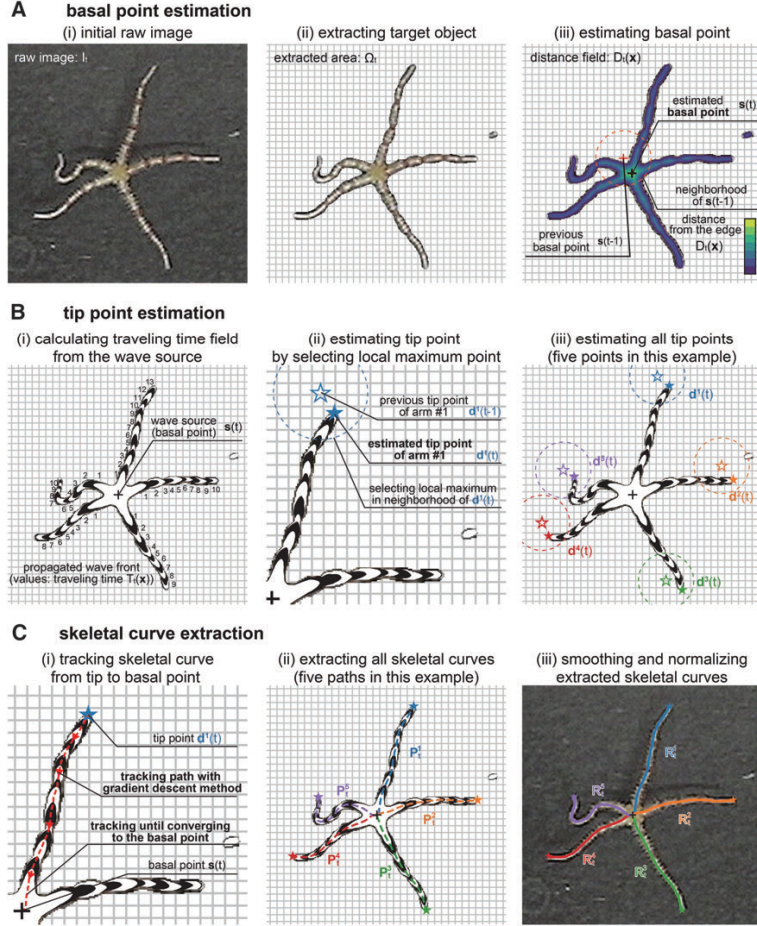 A basal point estimation
(i) initial raw image
(ii) extracting target object
(iii) estimating basal point
raw image: Iₜ
extracted area: Ωₜ
distance field: Dₜ(x)
estimated
basal point s(t)
neighborhood
of s(t-1)
distance
from the edge
Dₜ(x)
previous
basal point s(t-1)
B tip point estimation
(i) calculating traveling time field
from the wave source
(ii) estimating tip point
by selecting local maximum point
(iii) estimating all tip points
(five points in this example)
wave source
(basal point) s(t)
propagated wave front
(values: traveling time Tₜ(x))
previous tip point
of arm #1 d¹(t-1)
estimated tip point
of arm #1 d¹(t)
selecting local maximum
in neighborhood of d¹(t)
d¹(t)
d²(t)
d³(t)
d⁴(t)
d⁵(t)
C skeletal curve extraction
(i) tracking skeletal curve
from tip to basal point
(ii) extracting all skeletal curves
(five paths in this example)
(iii) smoothing and normalizing
extracted skeletal curves
tip point d¹(t)
tracking path with
gradient descent method
tracking until converging
to the basal point
basal point s(t)